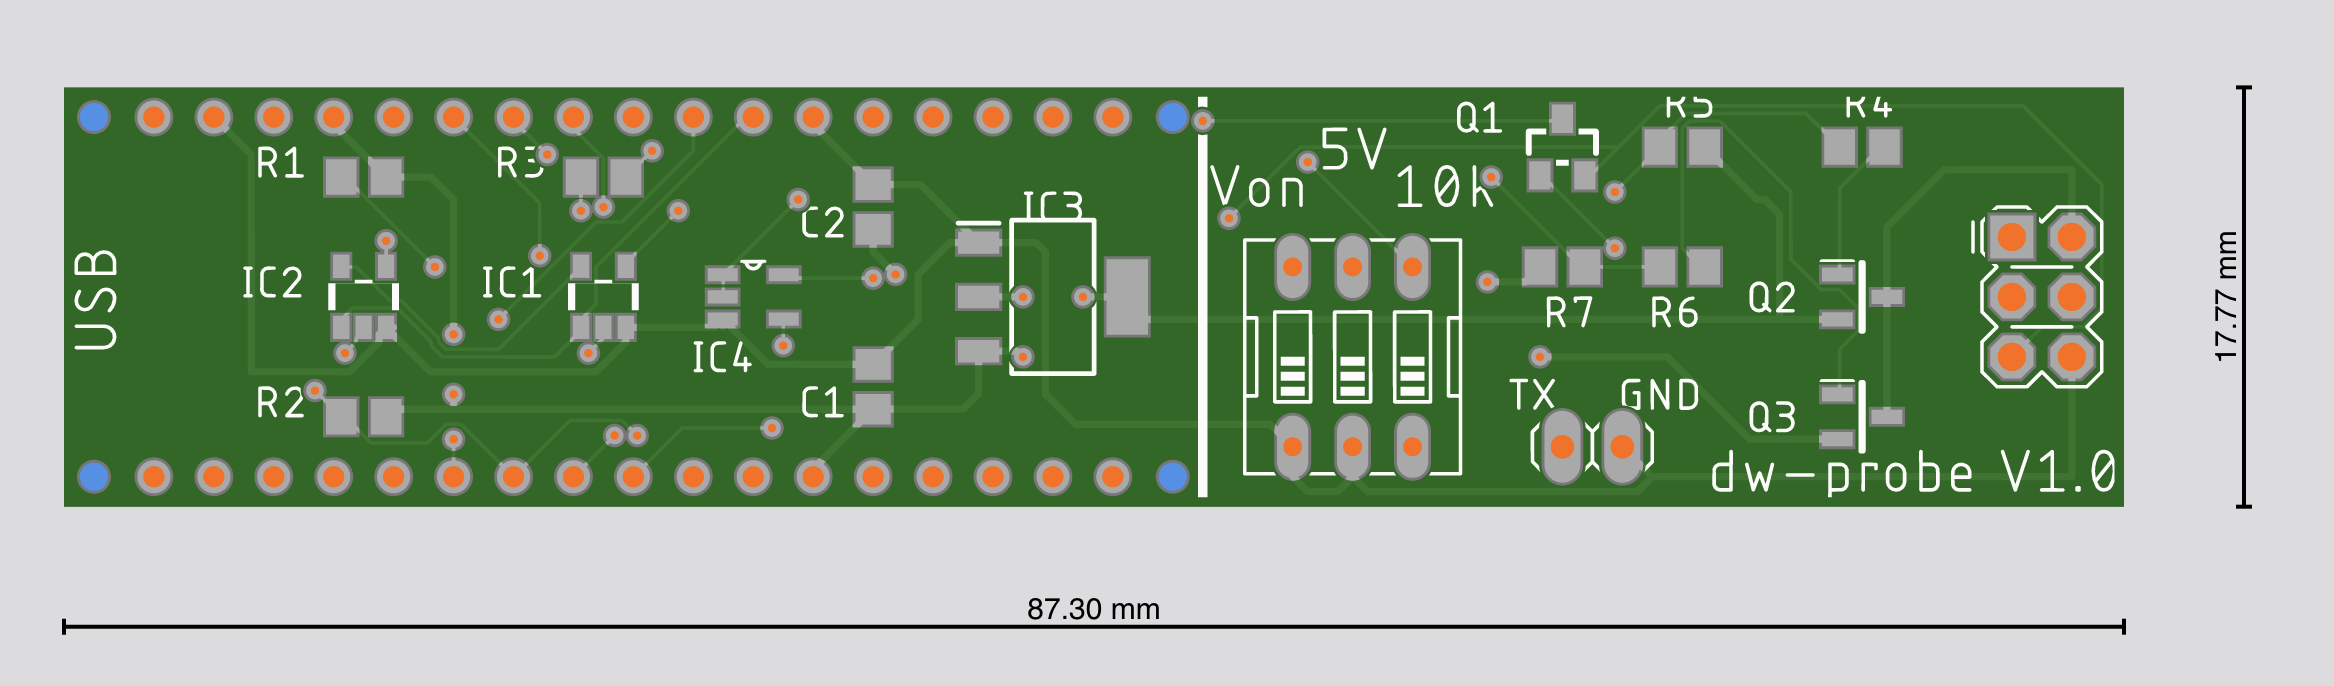 USB
R1
R3
IC2
IC1
R2
IC4
C2
C1
IC3
Von
5V
10k
Q1
R5
R4
R7
R6
Q2
Q3
TX
GND
dw-probe V1.0
17.77 mm
87.30 mm